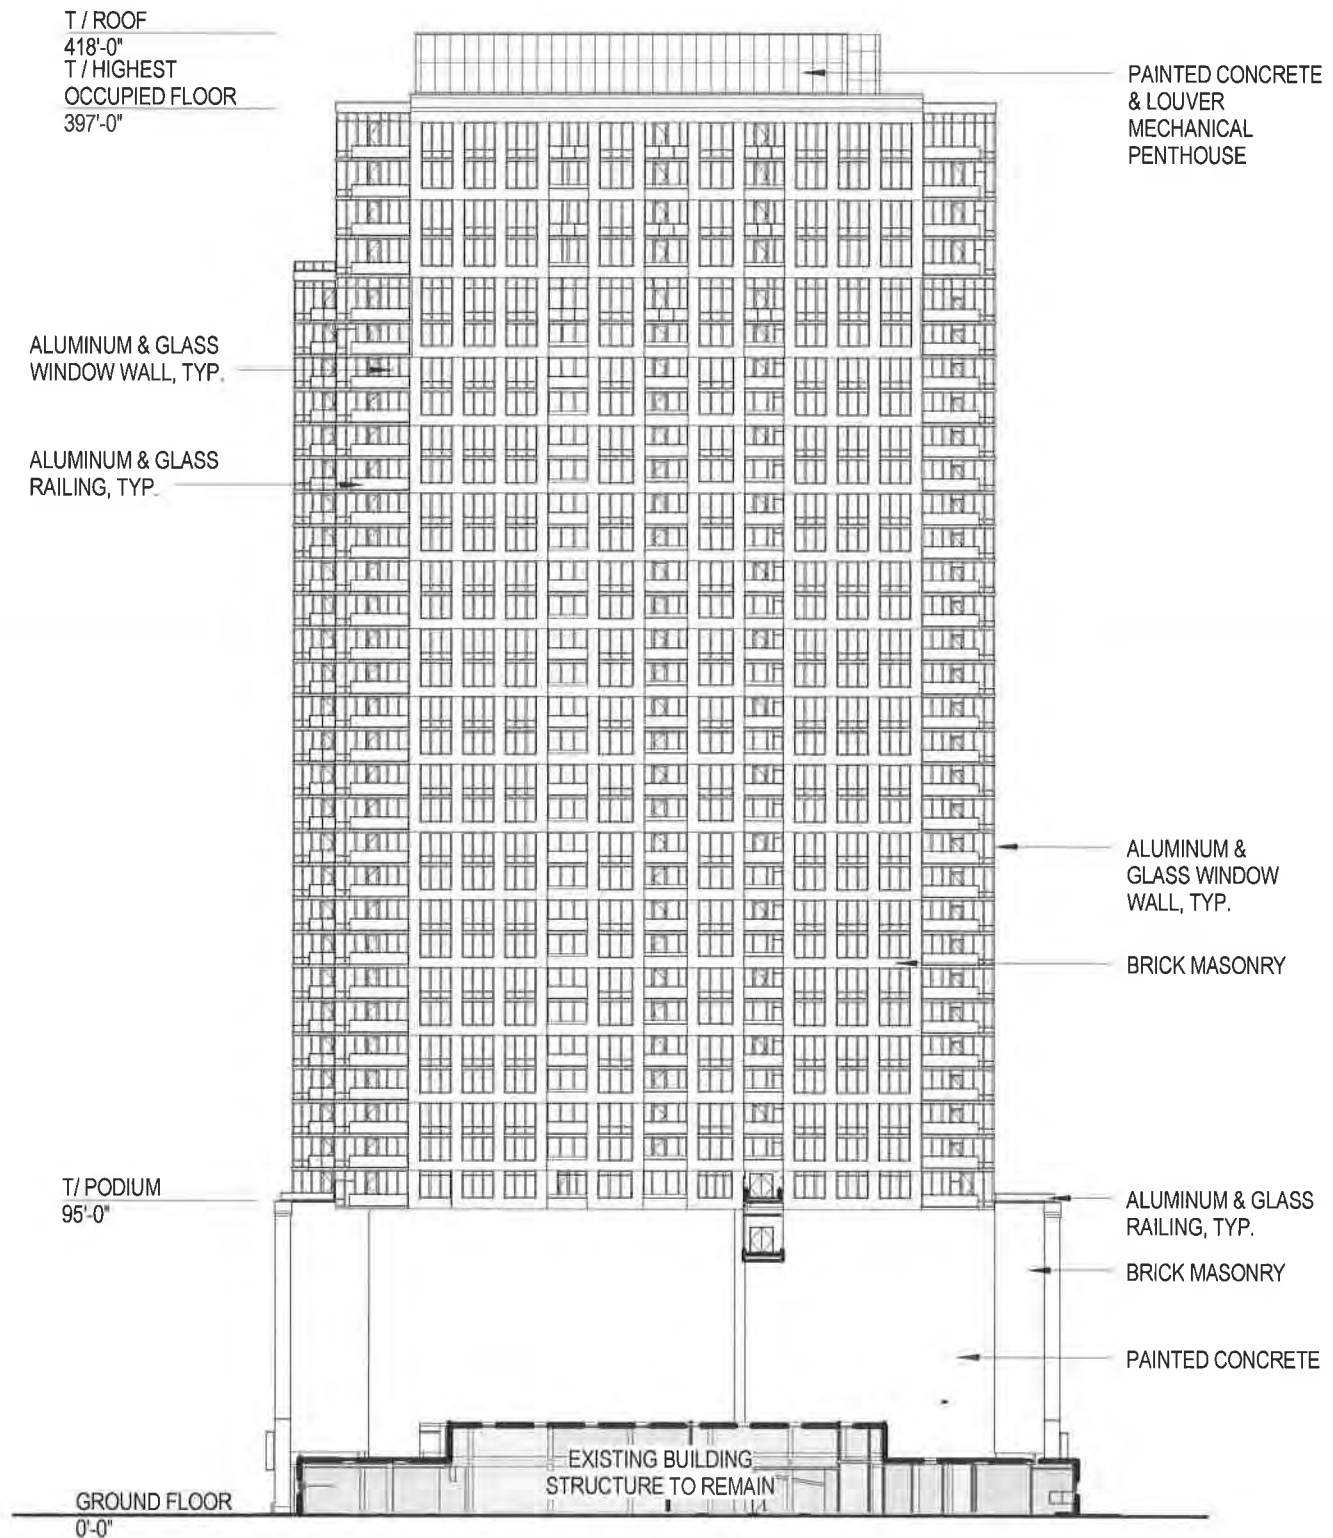 T / ROOF
418'-0"
T / HIGHEST
OCCUPIED FLOOR
397'-0"
PAINTED CONCRETE
& LOUVER
MECHANICAL
PENTHOUSE
ALUMINUM & GLASS
WINDOW WALL, TYP.
ALUMINUM & GLASS
RAILING, TYP.
ALUMINUM &
GLASS WINDOW
WALL, TYP.
BRICK MASONRY
T/ PODIUM
95'-0"
ALUMINUM & GLASS
RAILING, TYP.
BRICK MASONRY
PAINTED CONCRETE
EXISTING BUILDING
STRUCTURE TO REMAIN
GROUND FLOOR
0'-0"